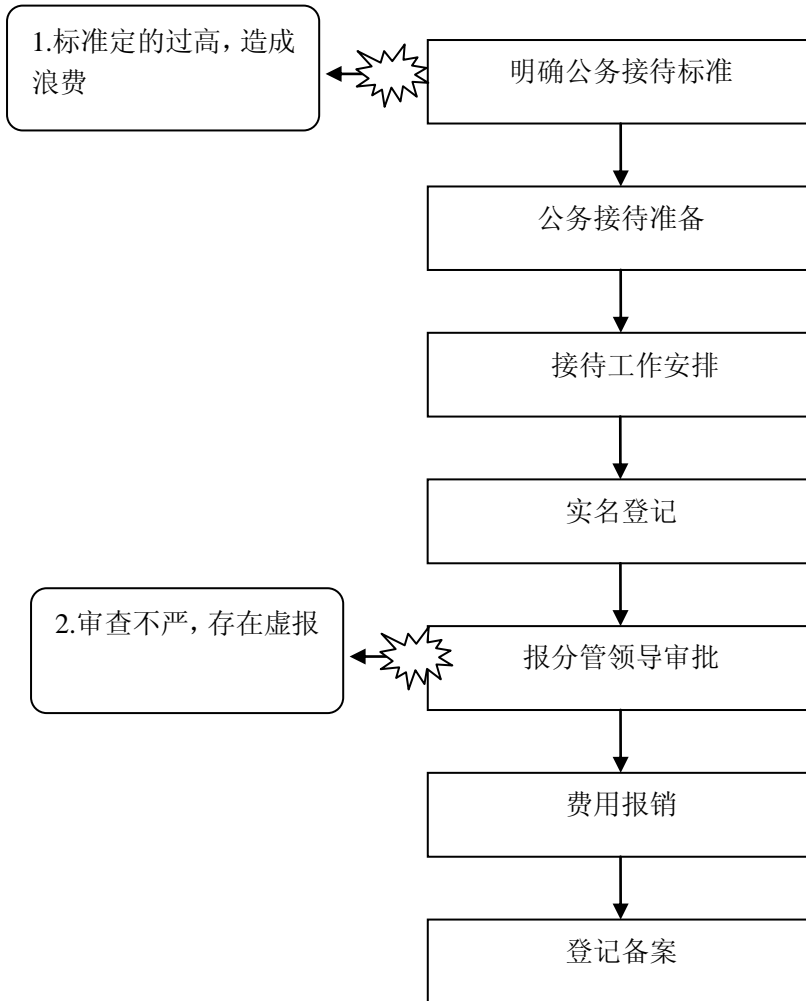 1.标准定的过高，造成
浪费
明确公务接待标准
公务接待准备
接待工作安排
实名登记
2.审查不严，存在虚报
报分管领导审批
费用报销
登记备案